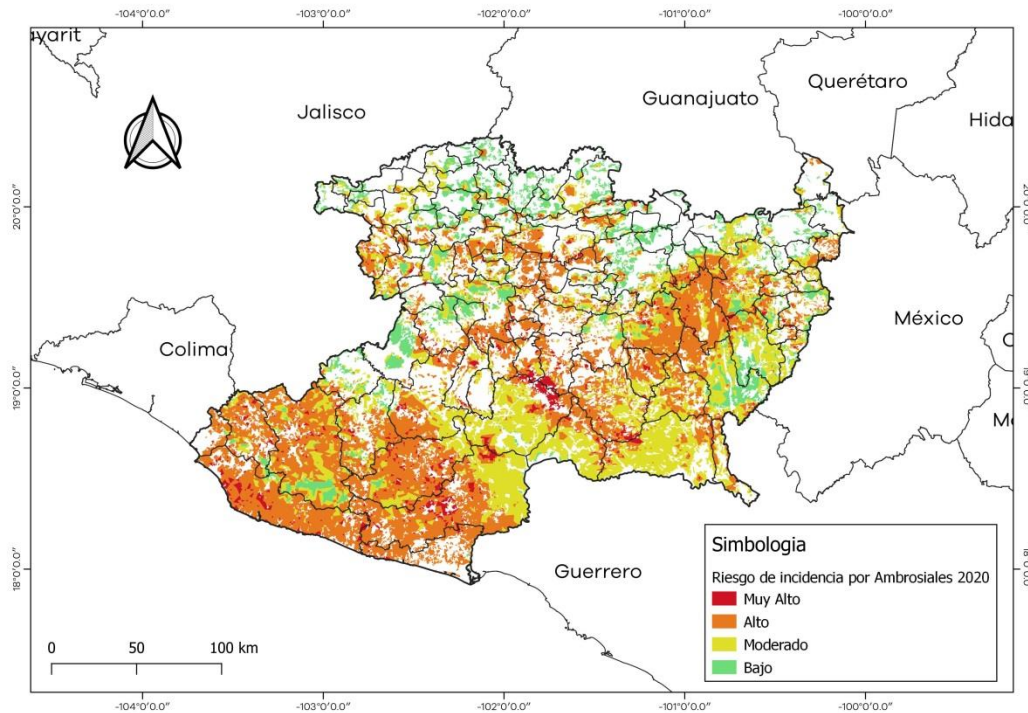 -104°0'0.0" -103°0'0.0" -102°0'0.0" -101°0'0.0" -100°0'0.0"
ayarit
Querétaro
Guanajuato
Jalisco
Hida
20°0'0.0"
México
Colima
C
19°0'0.0"
Mo
Simbologia
Riesgo de incidencia por Ambrosiales 2020
Muy Alto
Alto
Moderado
Bajo
Guerrero
18°0'0.0"
0 50 100 km
-104°0'0.0" -103°0'0.0" -102°0'0.0" -101°0'0.0" -100°0'0.0"